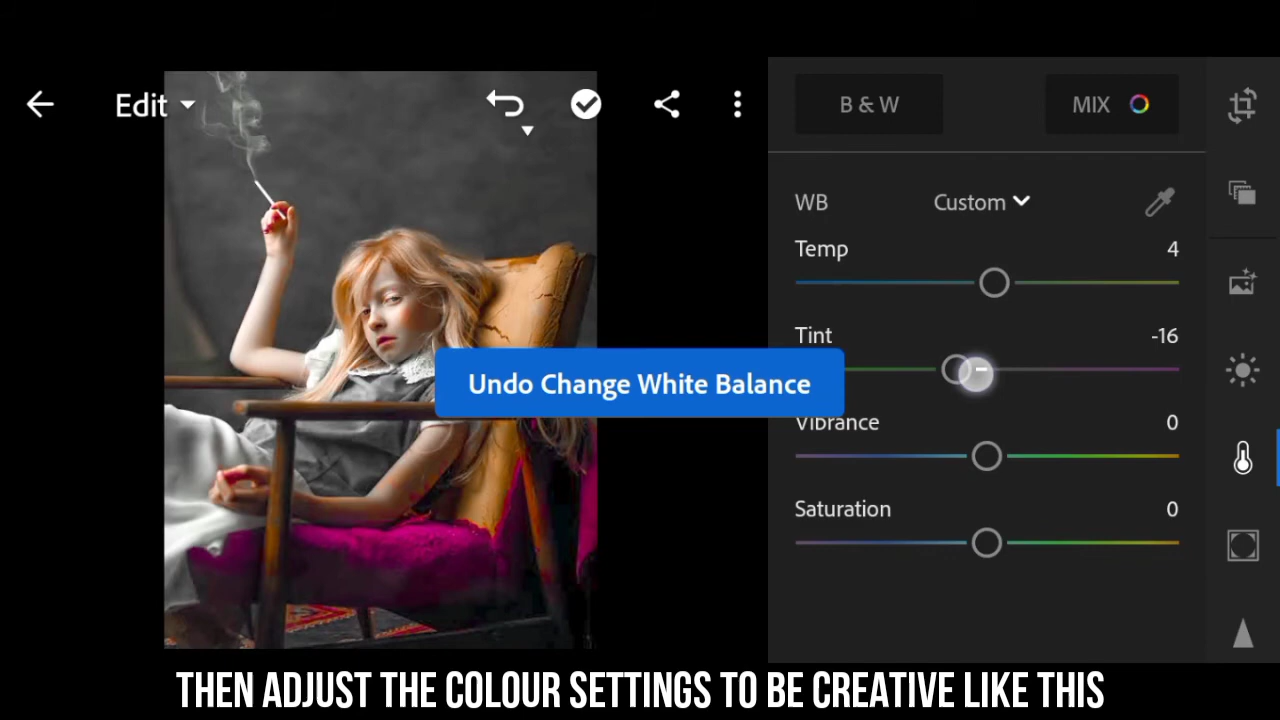 Edit
B & W
MIX
WB
Custom
Temp
4
Tint
-16
Undo Change White Balance
Vibrance
0
Saturation
0
THEN ADJUST THE COLOUR SETTINGS TO BE CREATIVE LIKE THIS